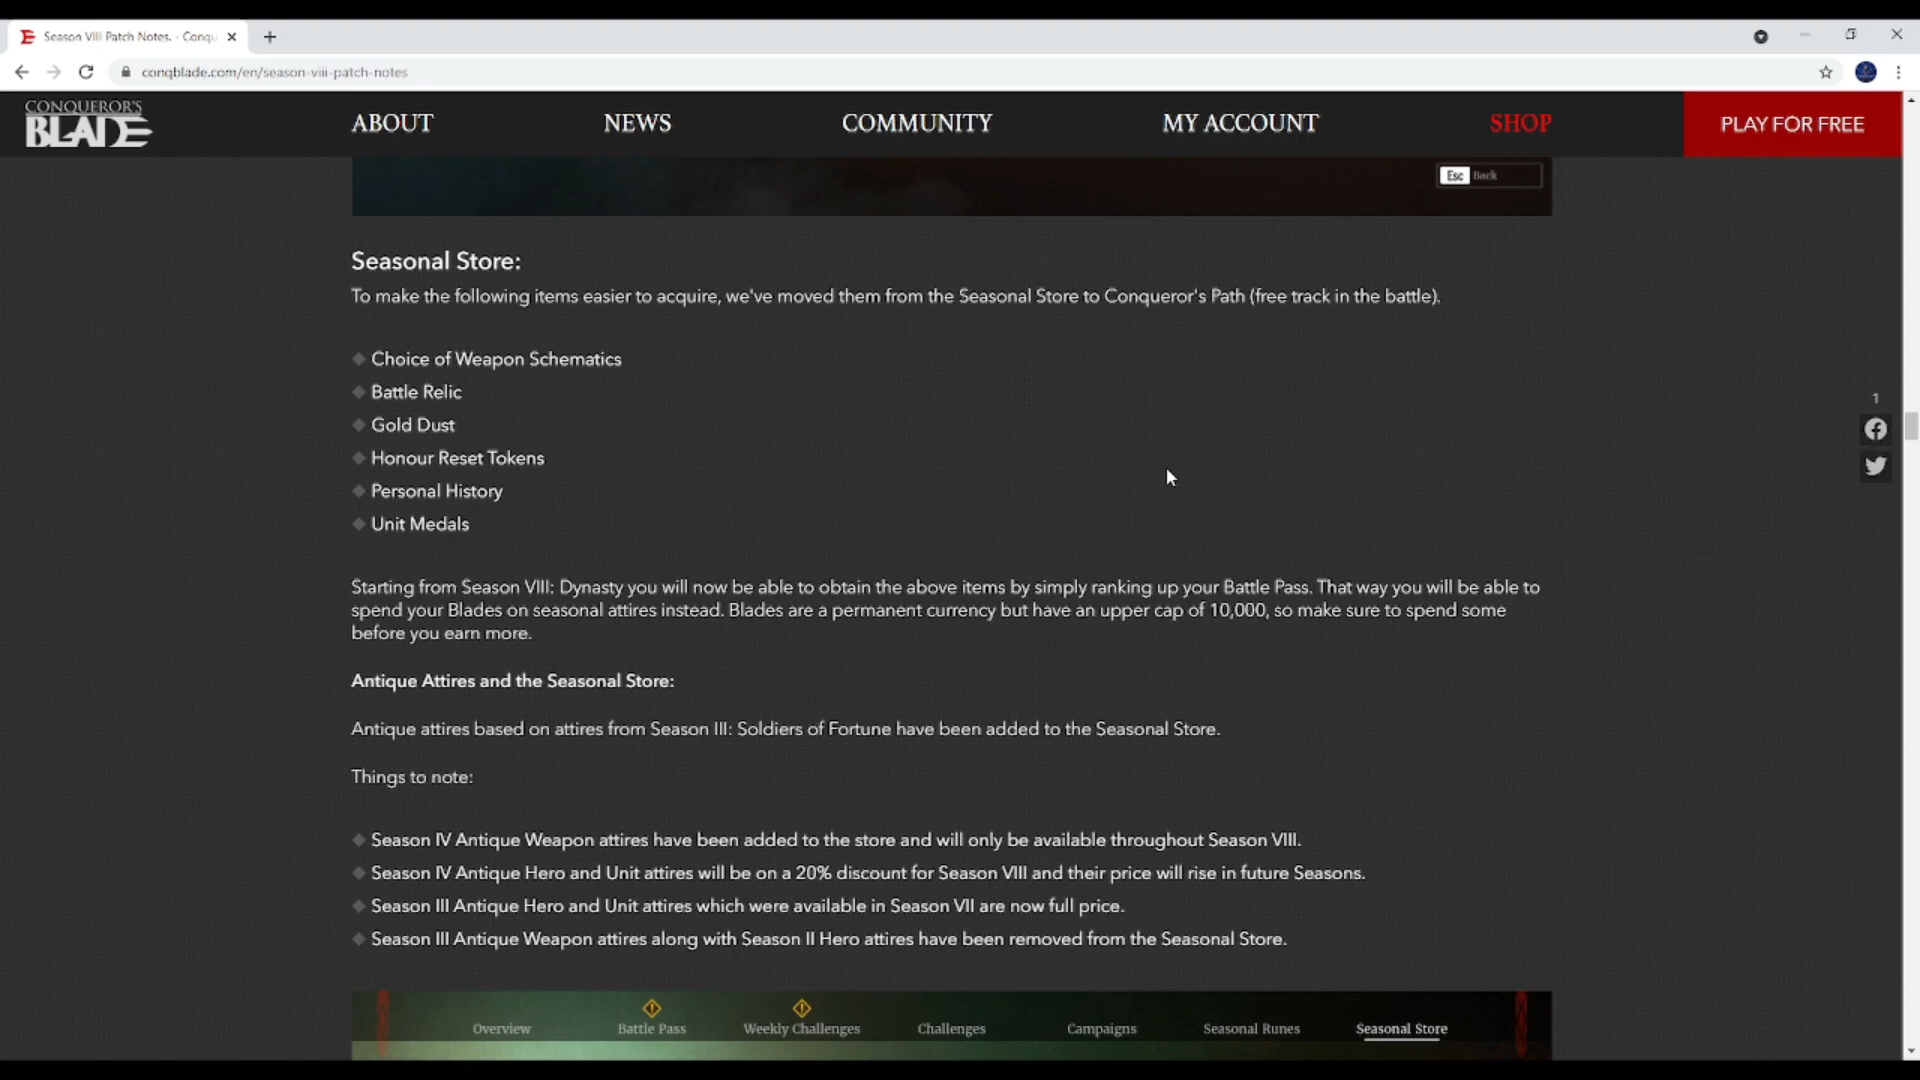 Season VIII Patch Notes. - Conqu
conqblade.com/en/season-viii-patch-notes
CONQUEROR'S
BLADE
ABOUT
NEWS
COMMUNITY
MY ACCOUNT
SHOP
PLAY FOR FREE
Esc Back
Seasonal Store:
To make the following items easier to acquire, we've moved them from the Seasonal Store to Conqueror's Path (free track in the battle).
Choice of Weapon Schematics
Battle Relic
Gold Dust
Honour Reset Tokens
Personal History
Unit Medals
1
Starting from Season VIII: Dynasty you will now be able to obtain the above items by simply ranking up your Battle Pass. That way you will be able to
spend your Blades on seasonal attires instead. Blades are a permanent currency but have an upper cap of 10,000, so make sure to spend some
before you earn more.
Antique Attires and the Seasonal Store:
Antique attires based on attires from Season III: Soldiers of Fortune have been added to the Seasonal Store.
Things to note:
Season IV Antique Weapon attires have been added to the store and will only be available throughout Season VIII.
Season IV Antique Hero and Unit attires will be on a 20% discount for Season VIII and their price will rise in future Seasons.
Season III Antique Hero and Unit attires which were available in Season VII are now full price.
Season III Antique Weapon attires along with Season II Hero attires have been removed from the Seasonal Store.
Overview
Battle Pass
Weekly Challenges
Challenges
Campaigns
Seasonal Runes
Seasonal Store